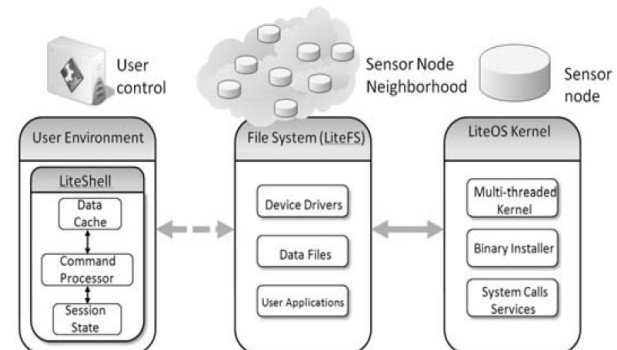 User
control
Sensor Node
Neighborhood
Sensor
node
User Environment
LiteShell
Data
Cache
Command
Processor
Session
State
File System (LiteFS)
Device Drivers
Data Files
User Applications
LiteOS Kernel
Multi-threaded
Kernel
Binary Installer
System Calls
Services